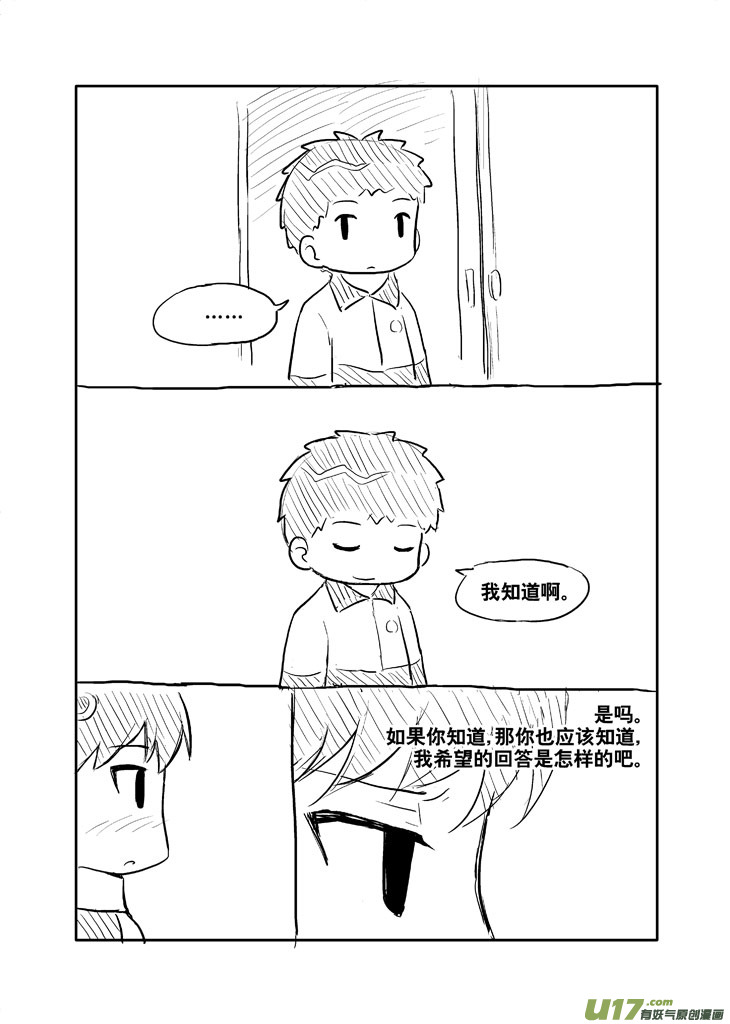 ……
我知道啊。
是吗。
如果你知道,那你也应该知道,
我希望的回答是怎样的吧。
U17.com
有妖气原创漫画